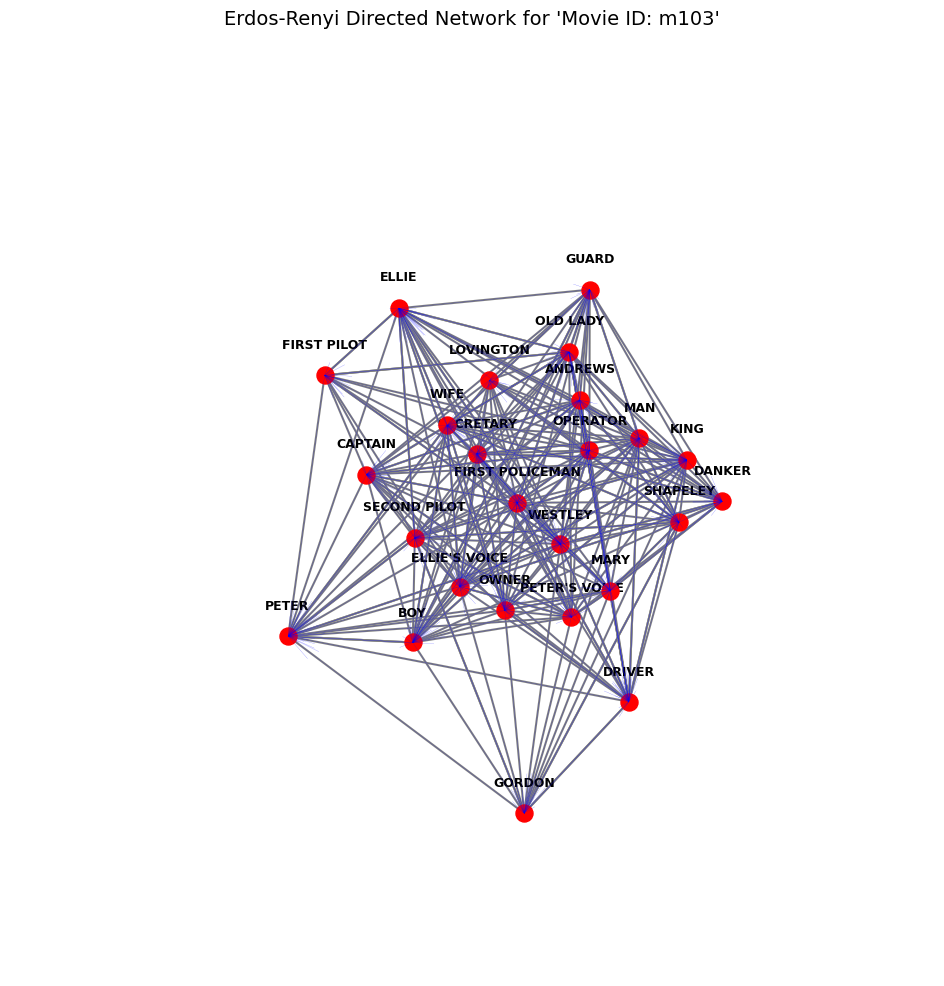 Erdos-Renyi Directed Network for 'Movie ID: m103'
GUARD
ELLIE
OLD LADY
FIRST PILOT
LOVINGTON
ANDREWS
WIFE
MAN
OPERATOR
CRETARY
KING
CAPTAIN
DANKER
FIRST POLICEMAN
SHAPELEY
SECOND PILOT
WESTLEY
ELLIE'S VOICE
MARY
OWNER
PETER'S VOICE
PETER
BOY
DRIVER
GORDON